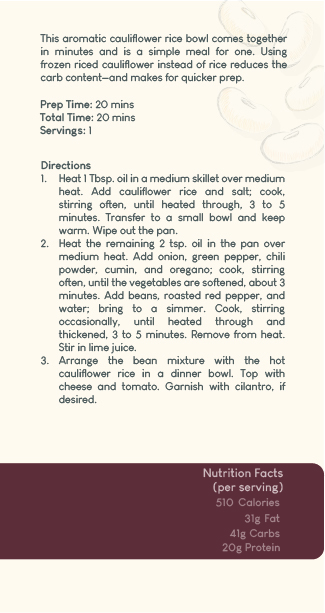 This aromatic cauliflower rice bowl comes together
in minutes and is a simple meal for one. Using
frozen riced cauliflower instead of rice reduces the
carb content—and makes for quicker prep.
Prep Time: 20 mins
Total Time: 20 mins
Servings: 1
Directions
1. Heat 1 Tbsp. oil in a medium skillet over medium
heat. Add cauliflower rice and salt; cook,
stirring often, until heated through, 3 to 5
minutes. Transfer to a small bowl and keep
warm. Wipe out the pan.
2. Heat the remaining 2 tsp. oil in the pan over
medium heat. Add onion, green pepper, chili
powder, cumin, and oregano; cook, stirring
often, until the vegetables are softened, about 3
minutes. Add beans, roasted red pepper, and
water; bring to a simmer. Cook, stirring
occasionally, until heated through and
thickened, 3 to 5 minutes. Remove from heat.
Stir in lime juice.
3. Arrange the bean mixture with the hot
cauliflower rice in a dinner bowl. Top with
cheese and tomato. Garnish with cilantro, if
desired.
Nutrition Facts
(per serving)
510 Calories
31g Fat
41g Carbs
20g Protein